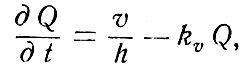 ∂Q/∂t = v/h − k_v Q,